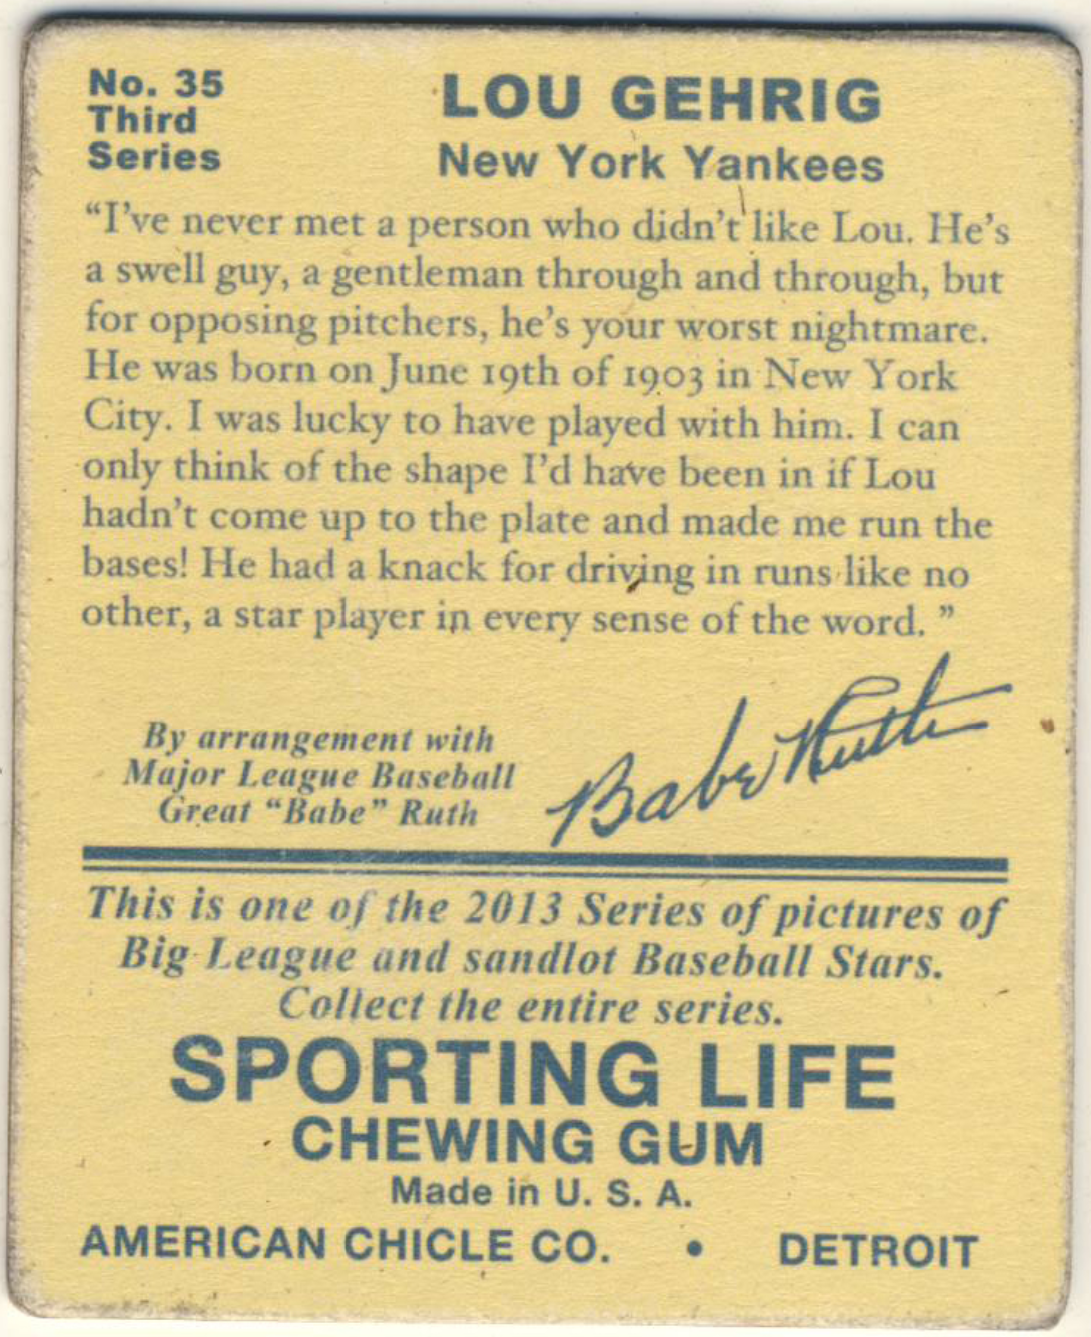 No. 35
Third
Series
LOU GEHRIG
New York Yankees
“I've never met a person who didn't like Lou. He's
a swell guy, a gentleman through and through, but
for opposing pitchers, he's your worst nightmare.
He was born on June 19th of 1903 in New York
City. I was lucky to have played with him. I can
only think of the shape I'd have been in if Lou
hadn't come up to the plate and made me run the
bases! He had a knack for driving in runs like no
other, a star player in every sense of the word. ”
By arrangement with
Major League Baseball
Great “Babe” Ruth
Babe Ruth
This is one of the 2013 Series of pictures of
Big League and sandlot Baseball Stars.
Collect the entire series.
SPORTING LIFE
CHEWING GUM
Made in U. S. A.
AMERICAN CHICLE CO. • DETROIT